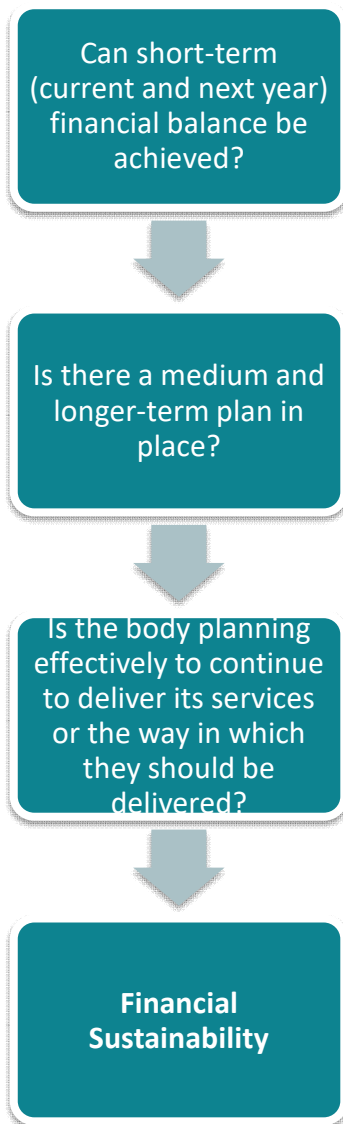 Can short-term
(current and next year)
financial balance be
achieved?
Is there a medium and
longer-term plan in
place?
Is the body planning
effectively to continue
to deliver its services
or the way in which
they should be
delivered?
Financial
Sustainability